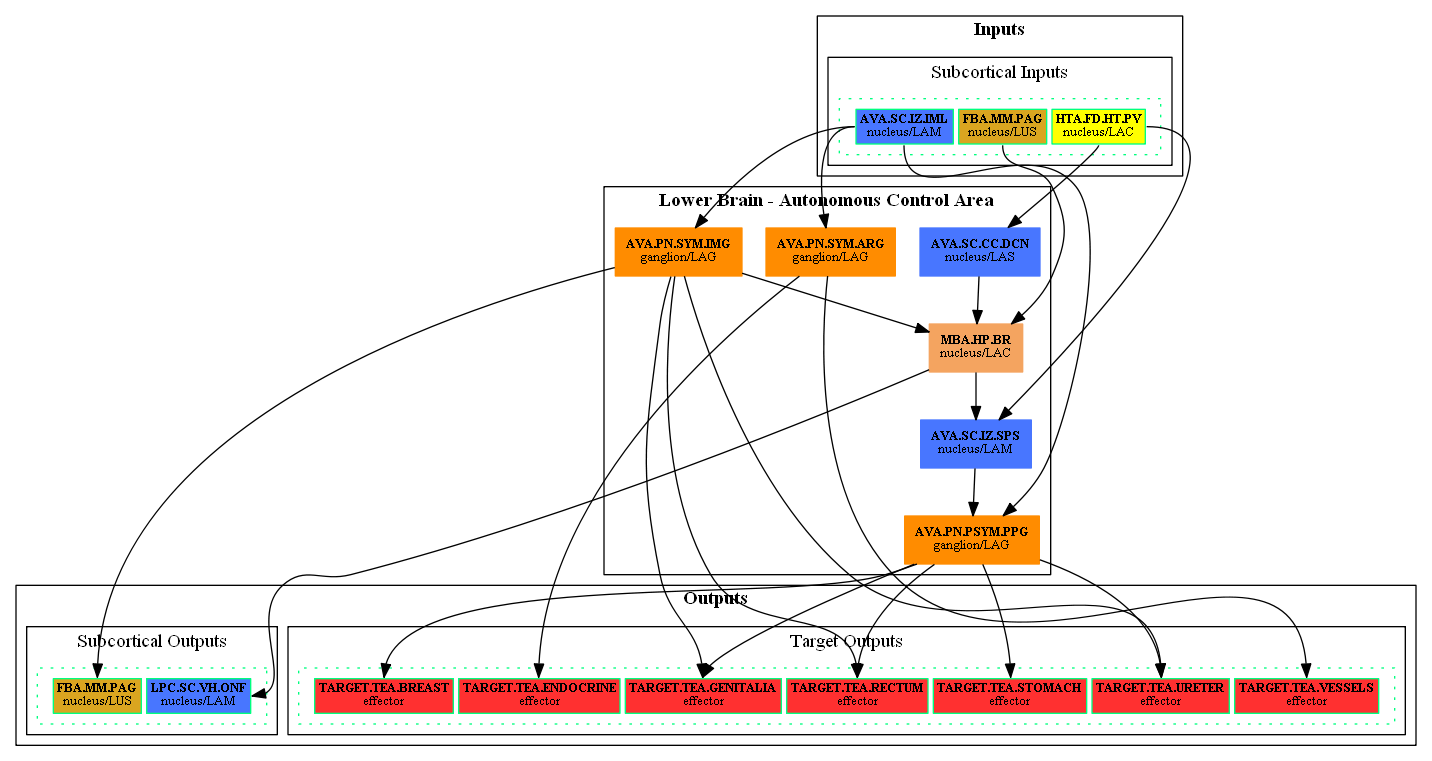 Inputs
Subcortical Inputs
AVA.SC.IZ.IML
nucleus/LAM
FBA.MM.PAG
nucleus/LUS
HTA.FD.HT.PV
nucleus/LAC
Lower Brain - Autonomous Control Area
AVA.PN.SYM.IMG
ganglion/LAG
AVA.PN.SYM.ARG
ganglion/LAG
AVA.SC.CC.DCN
nucleus/LAS
MBA.HP.BR
nucleus/LAC
AVA.SC.IZ.SPS
nucleus/LAM
AVA.PN.PSYM.PPG
ganglion/LAG
Outputs
Subcortical Outputs
FBA.MM.PAG
nucleus/LUS
LPC.SC.VH.ONF
nucleus/LAM
Target Outputs
TARGET.TEA.BREAST
effector
TARGET.TEA.ENDOCRINE
effector
TARGET.TEA.GENITALIA
effector
TARGET.TEA.RECTUM
effector
TARGET.TEA.STOMACH
effector
TARGET.TEA.URETER
effector
TARGET.TEA.VESSELS
effector